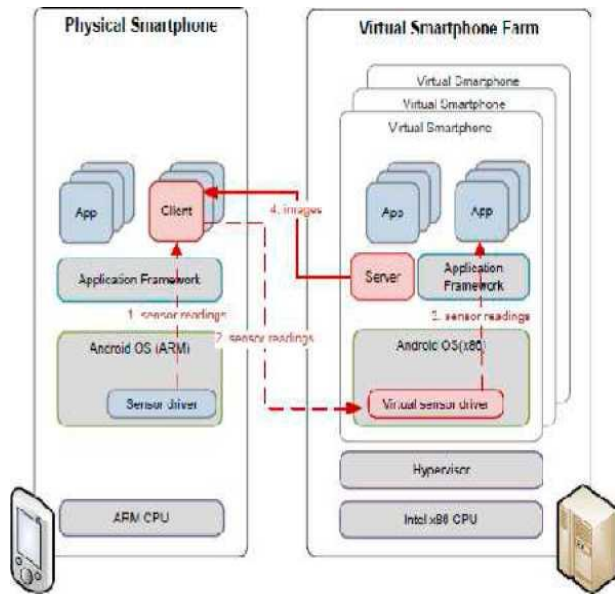 Physical Smartphone
Virtual Smartphone Farm
Virtual Smartphone
Virtual Smartphone
Virtual Smartphone
App
Client
4. images
App
App
Application Framework
Server
Application
Framework
1. sensor readings
2. sensor readings
3. sensor readings
Android OS (ARM)
Android OS(x86)
Sensor driver
Virtual sensor driver
Hypervisor
ARM CPU
Intel x86 CPU